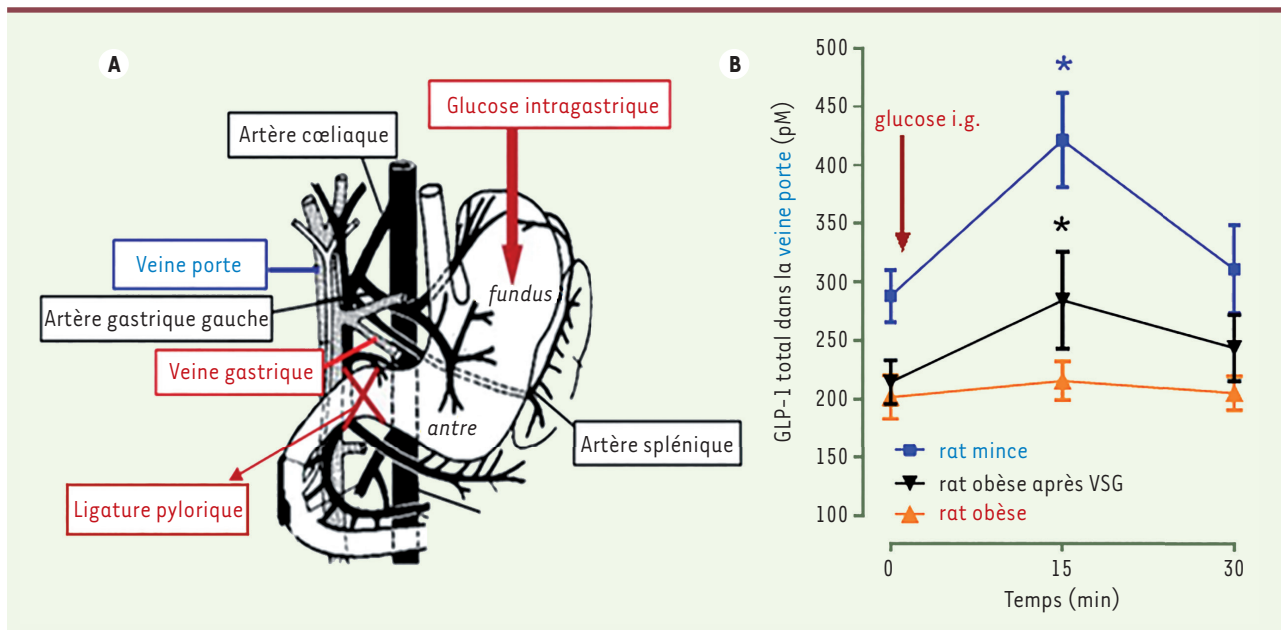 A
Glucose intragastrique
Artère cœliaque
Veine porte
fundus
Artère gastrique gauche
Veine gastrique
antre
Artère splénique
Ligature pylorique
B
GLP-1 total dans la veine porte (pM)
500
450
400
350
300
250
200
150
100
*
glucose i.g.
*
rat mince
rat obèse après VSG
rat obèse
0
15
30
Temps (min)